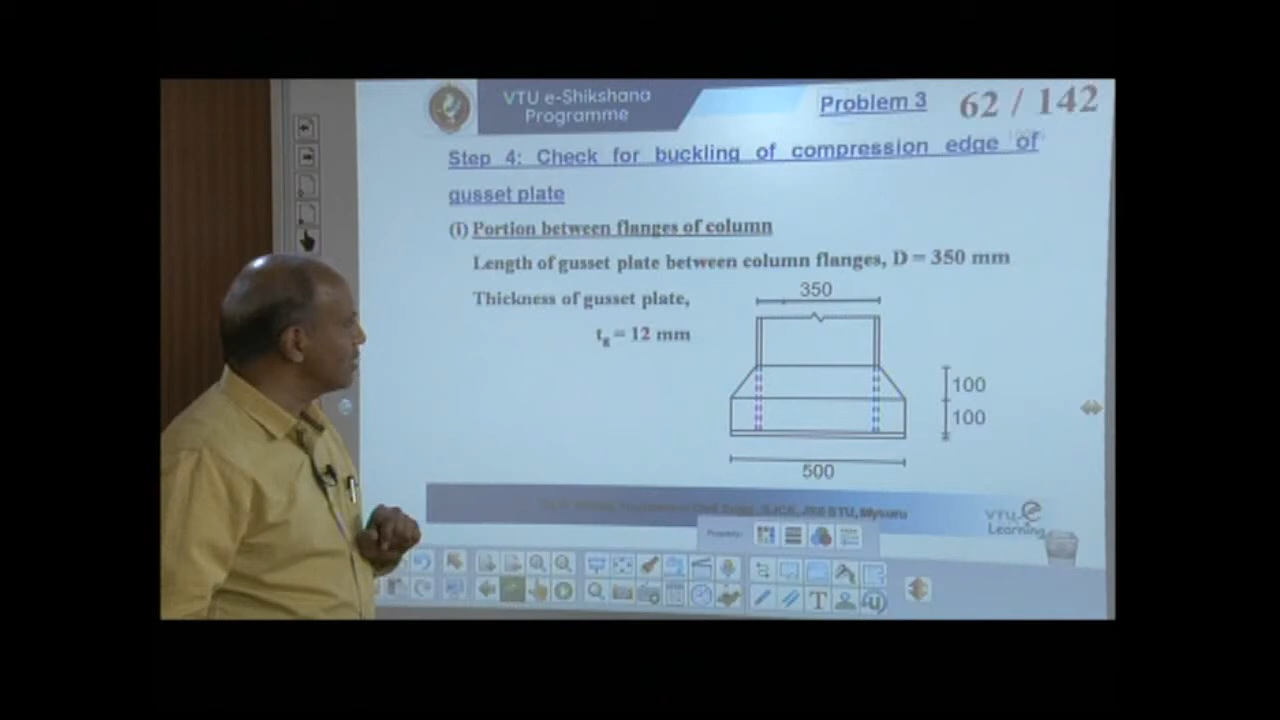 VTU e-Shikshana
Programme
Problem 3
62 / 142
Step 4: Check for buckling of compression edge of
gusset plate
(i) Portion between flanges of column
Length of gusset plate between column flanges, D = 350 mm
Thickness of gusset plate,
tg = 12 mm
350
100
100
500
Mysuru
VTU
Learning
T